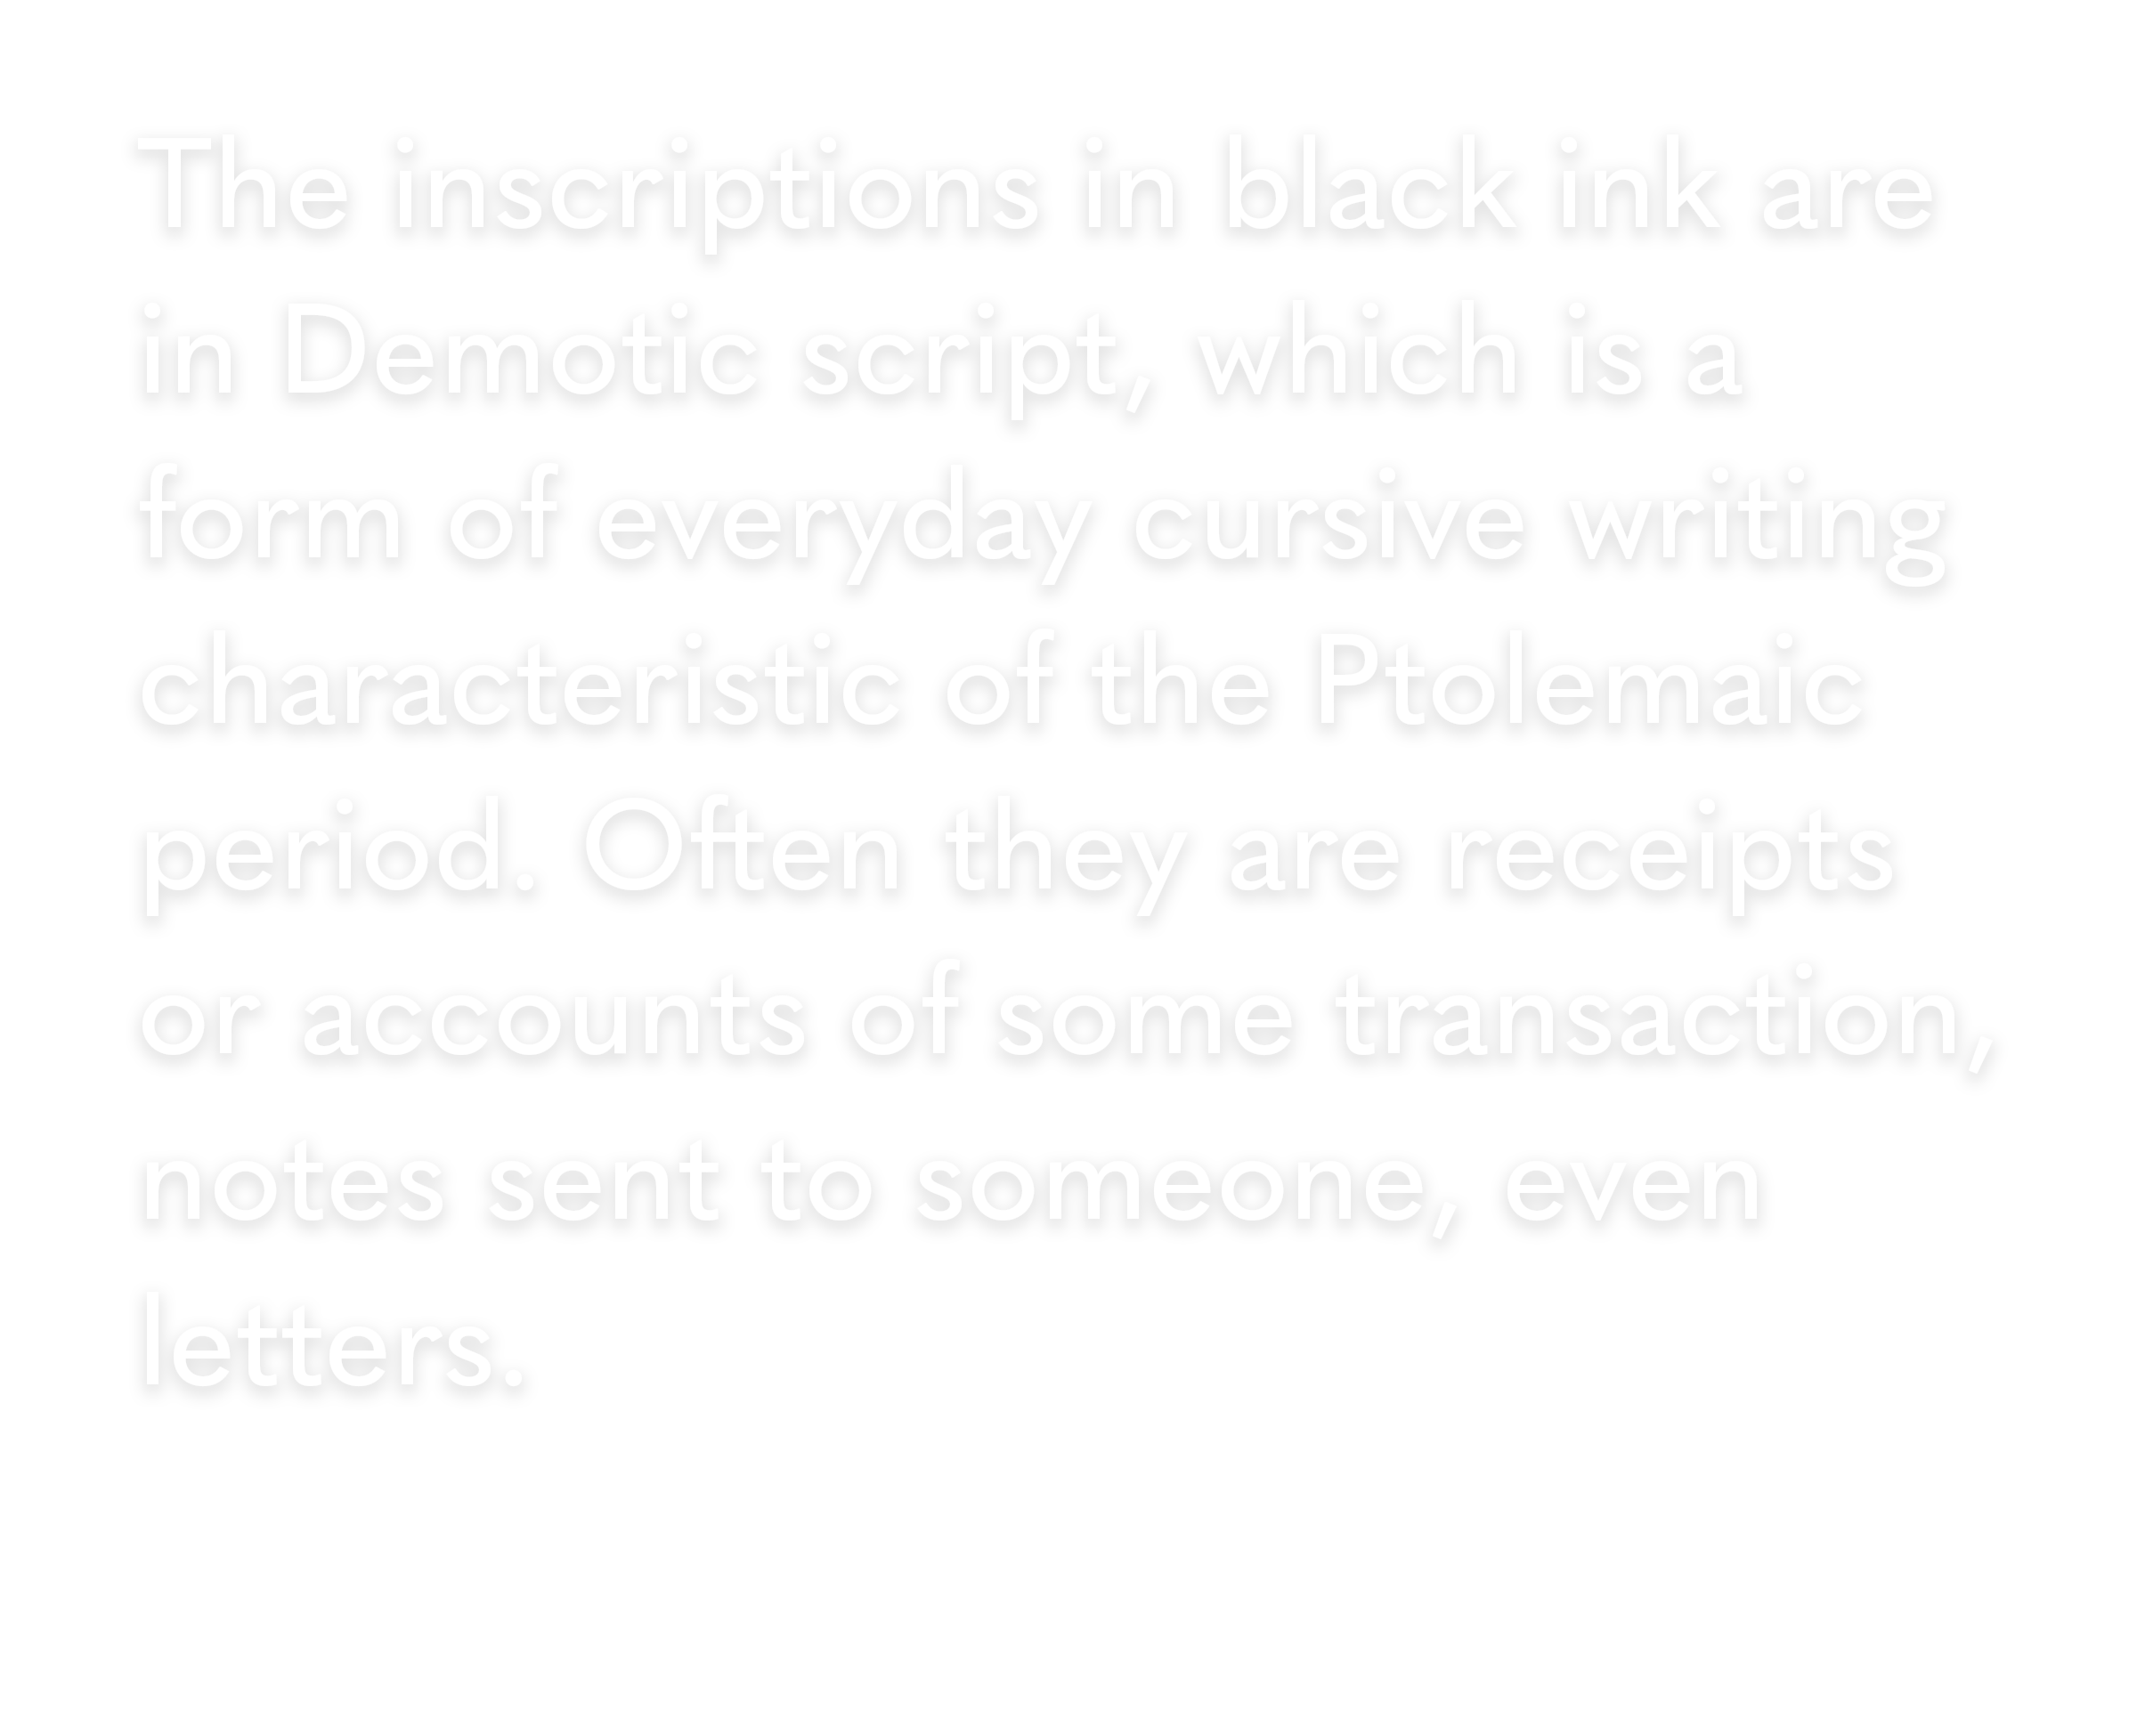 The inscriptions in black ink are
in Demotic script, which is a
form of everyday cursive writing
characteristic of the Ptolemaic
period. Often they are receipts
or accounts of some transaction,
notes sent to someone, even
letters.